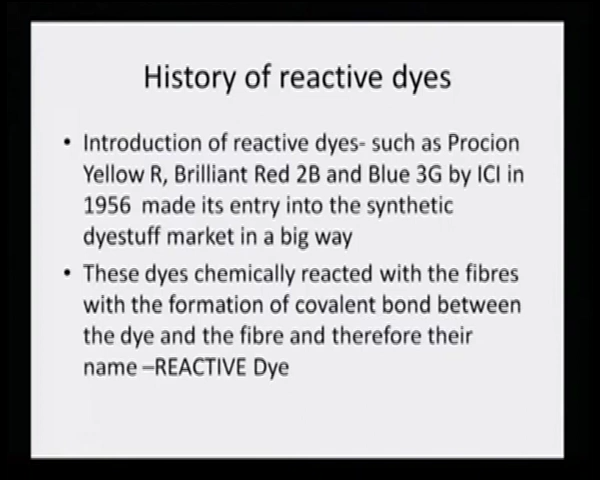 History of reactive dyes
• Introduction of reactive dyes- such as Procion
Yellow R, Brilliant Red 2B and Blue 3G by ICI in
1956 made its entry into the synthetic
dyestuff market in a big way
• These dyes chemically reacted with the fibres
with the formation of covalent bond between
the dye and the fibre and therefore their
name –REACTIVE Dye